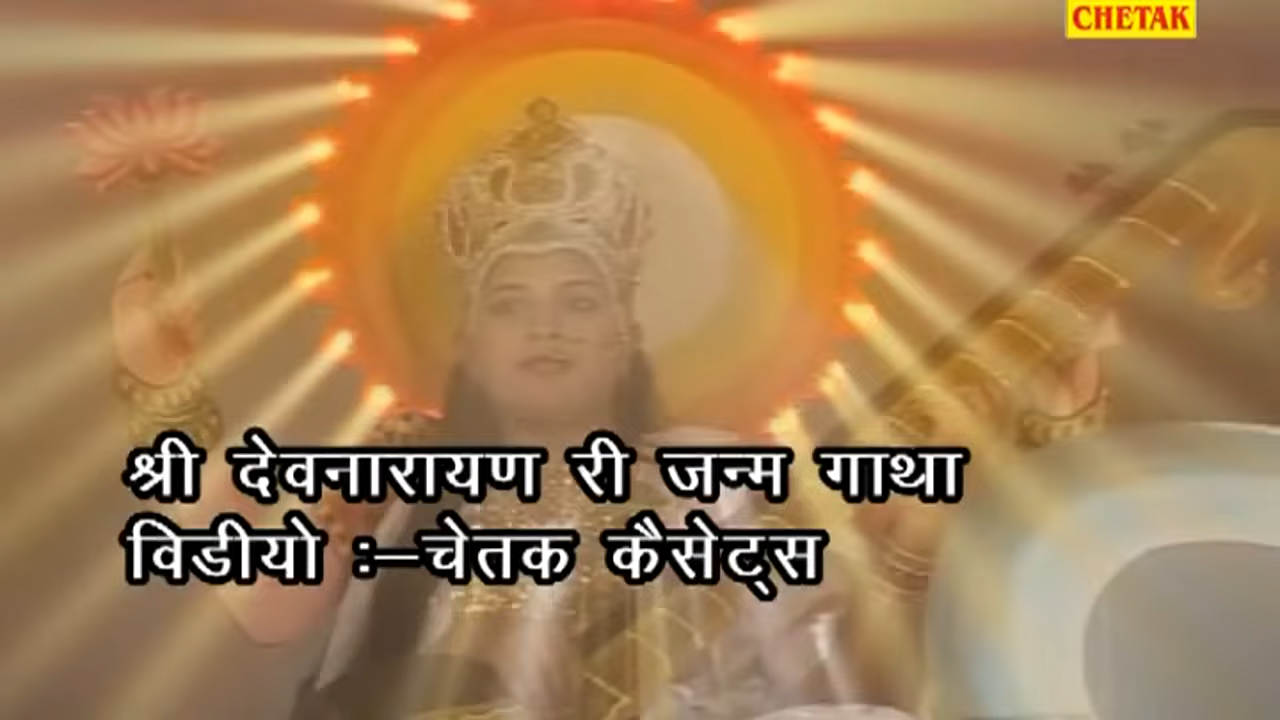 CHETAK
श्री देवनारायण री जन्म गाथा
विडीयो :–चेतक कैसेट्स